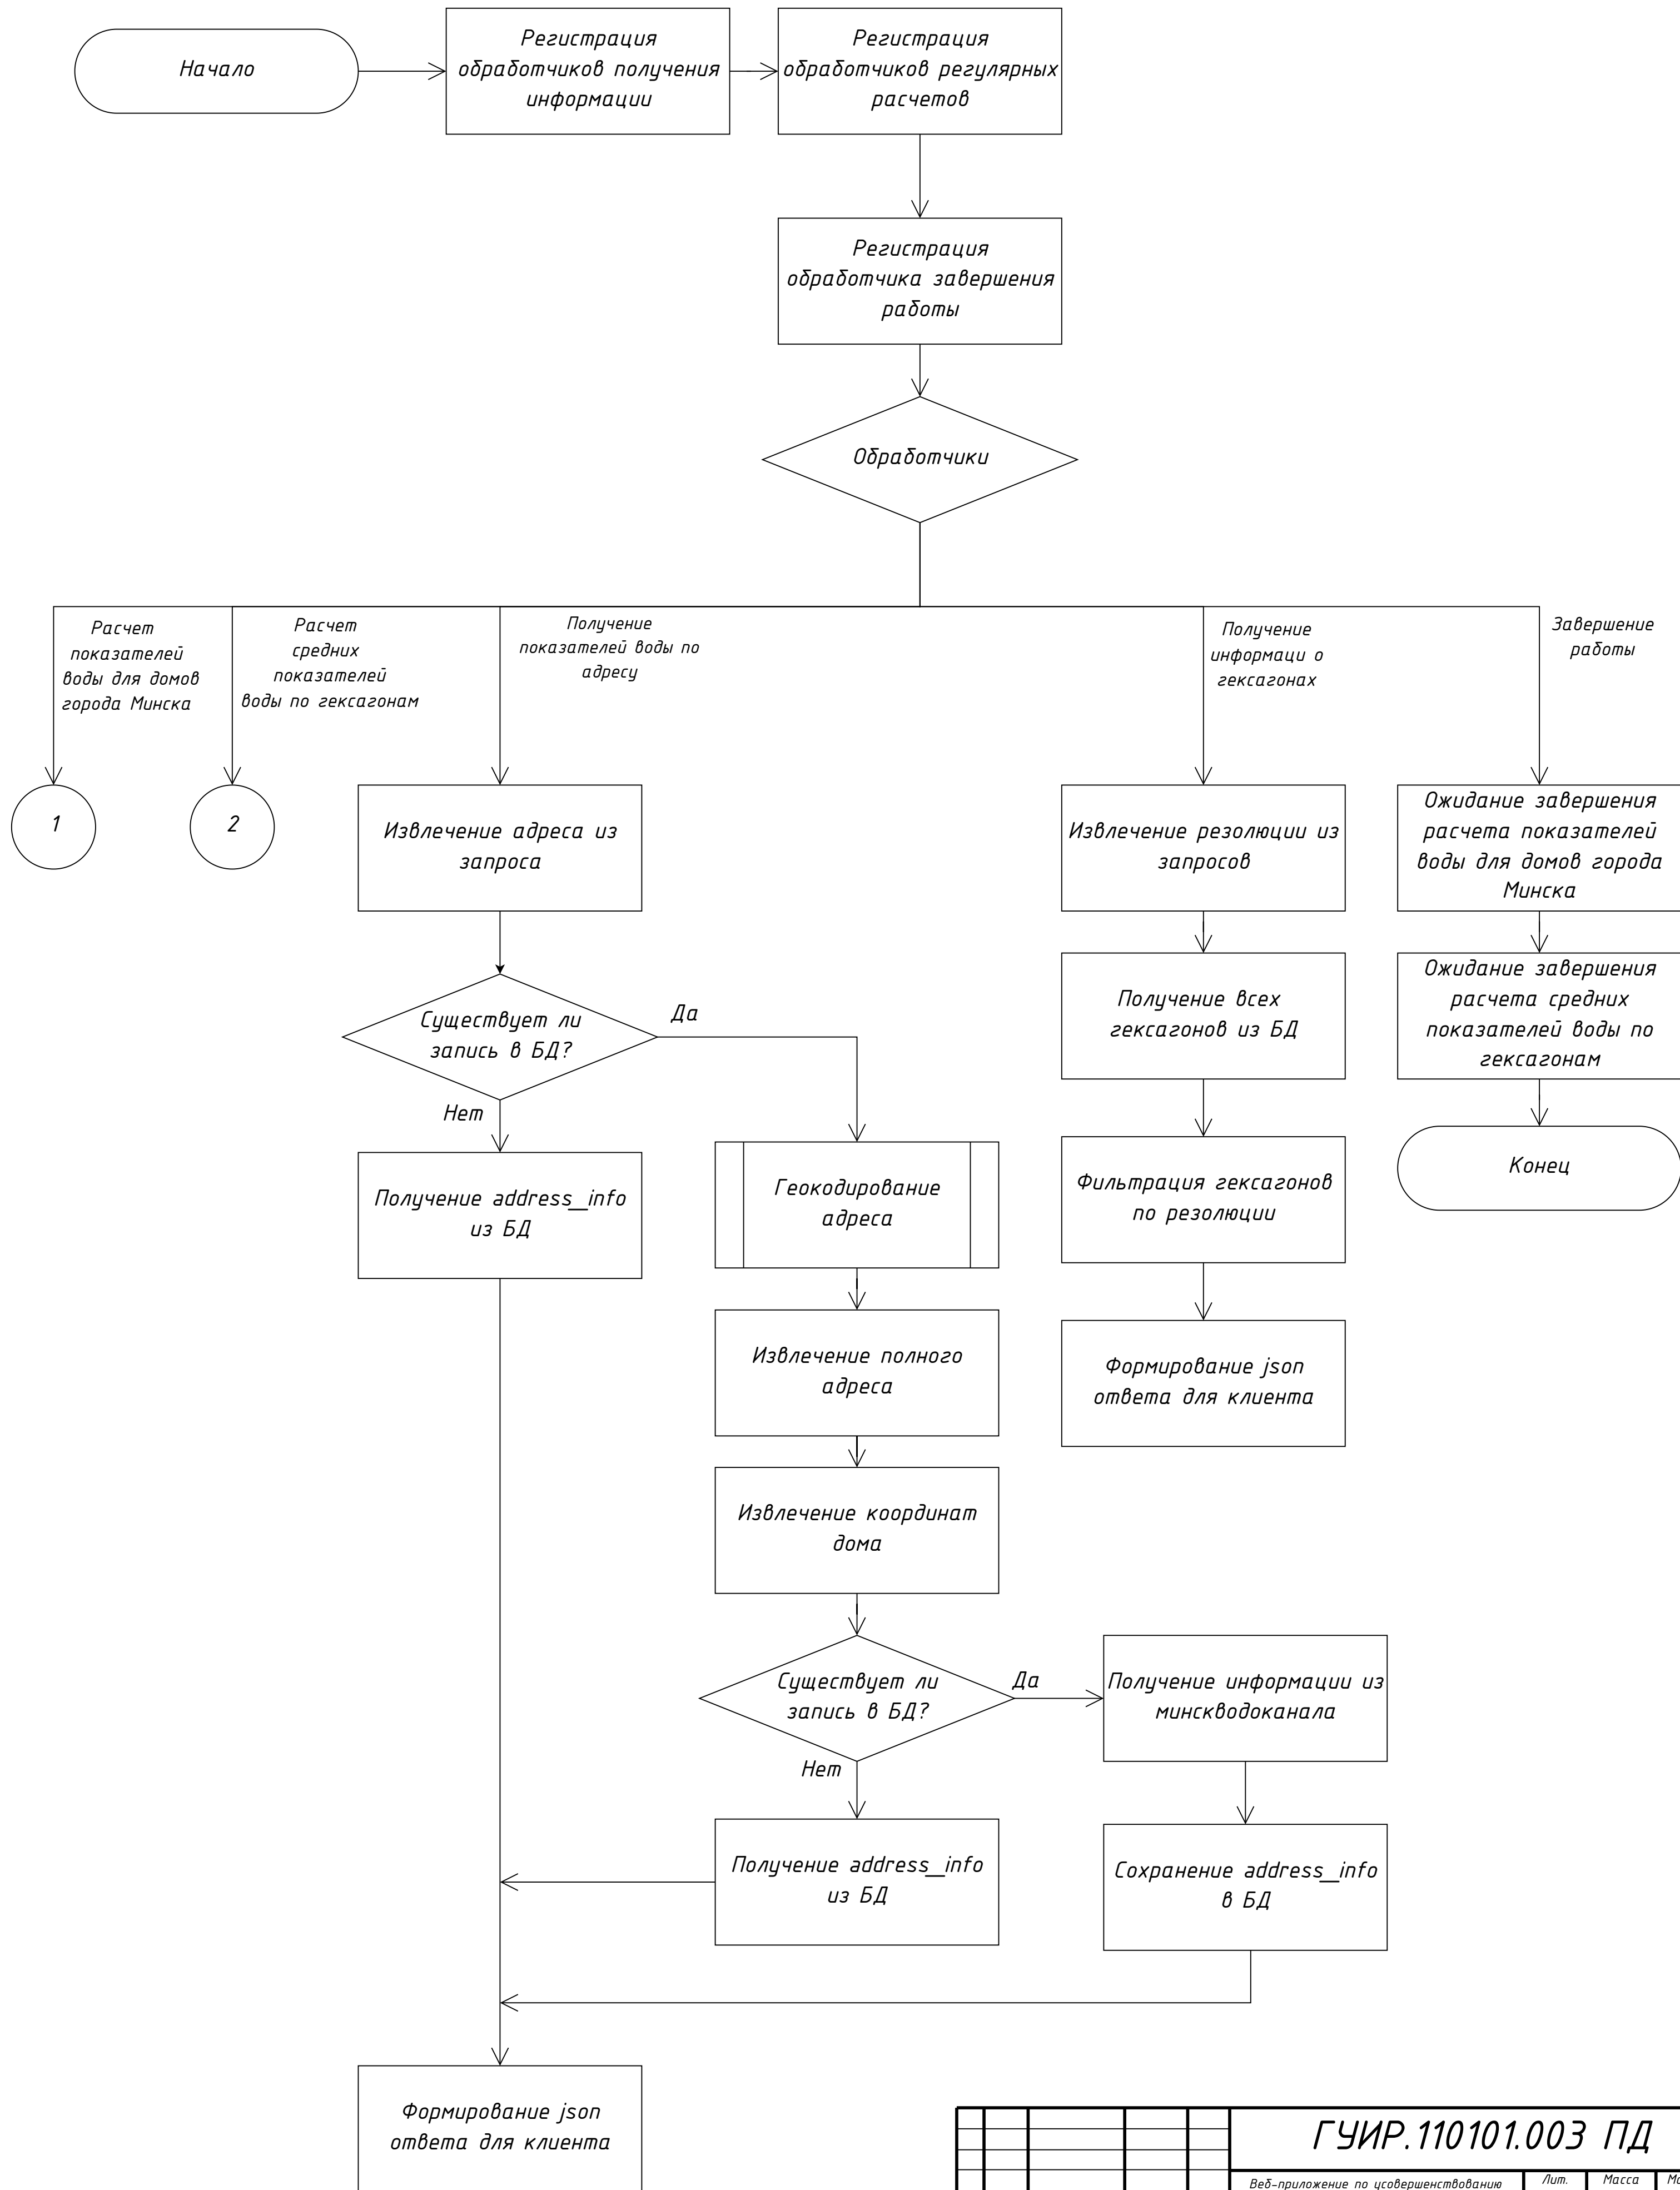 Начало
Регистрация
обработчиков получения
информации
Регистрация
обработчиков регулярных
расчетов
Регистрация
обработчика завершения
работы
Обработчики
Расчет
показателей
воды для домов
города Минска
Расчет
средних
показателей
воды по гексагонам
Получение
показателей воды по
адресу
Получение
информаци о
гексагонах
Завершение
работы
1
2
Извлечение адреса из
запроса
Извлечение резолюции из
запросов
Ожидание завершения
расчета показателей
воды для домов города
Минска
Существует ли
запись в БД?
Да
Нет
Получение всех
гексагонов из БД
Ожидание завершения
расчета средних
показателей воды по
гексагонам
Получение address_info
из БД
Геокодирование
адреса
Фильтрация гексагонов
по резолюции
Конец
Извлечение полного
адреса
Формирование json
ответа для клиента
Извлечение координат
дома
Существует ли
запись в БД?
Да
Нет
Получение информации из
минскводоканала
Получение address_info
из БД
Сохранение address_info
в БД
Формирование json
ответа для клиента
ГУИР.110101.003 ПД
Веб-приложение по усовершенствованию
Лит.
Масса